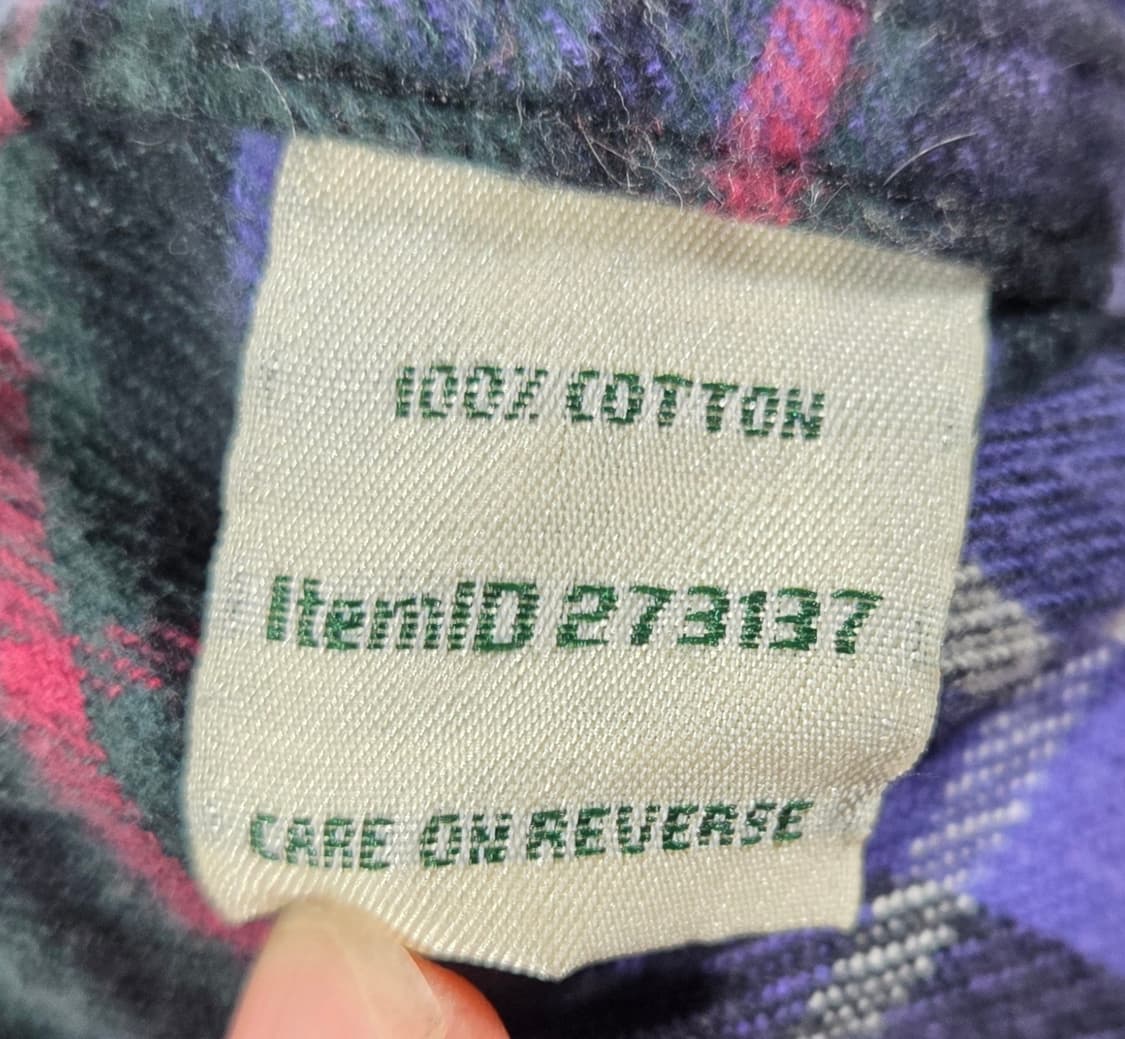 100% COTTON
ItemID 273137
CARE ON REVERSE